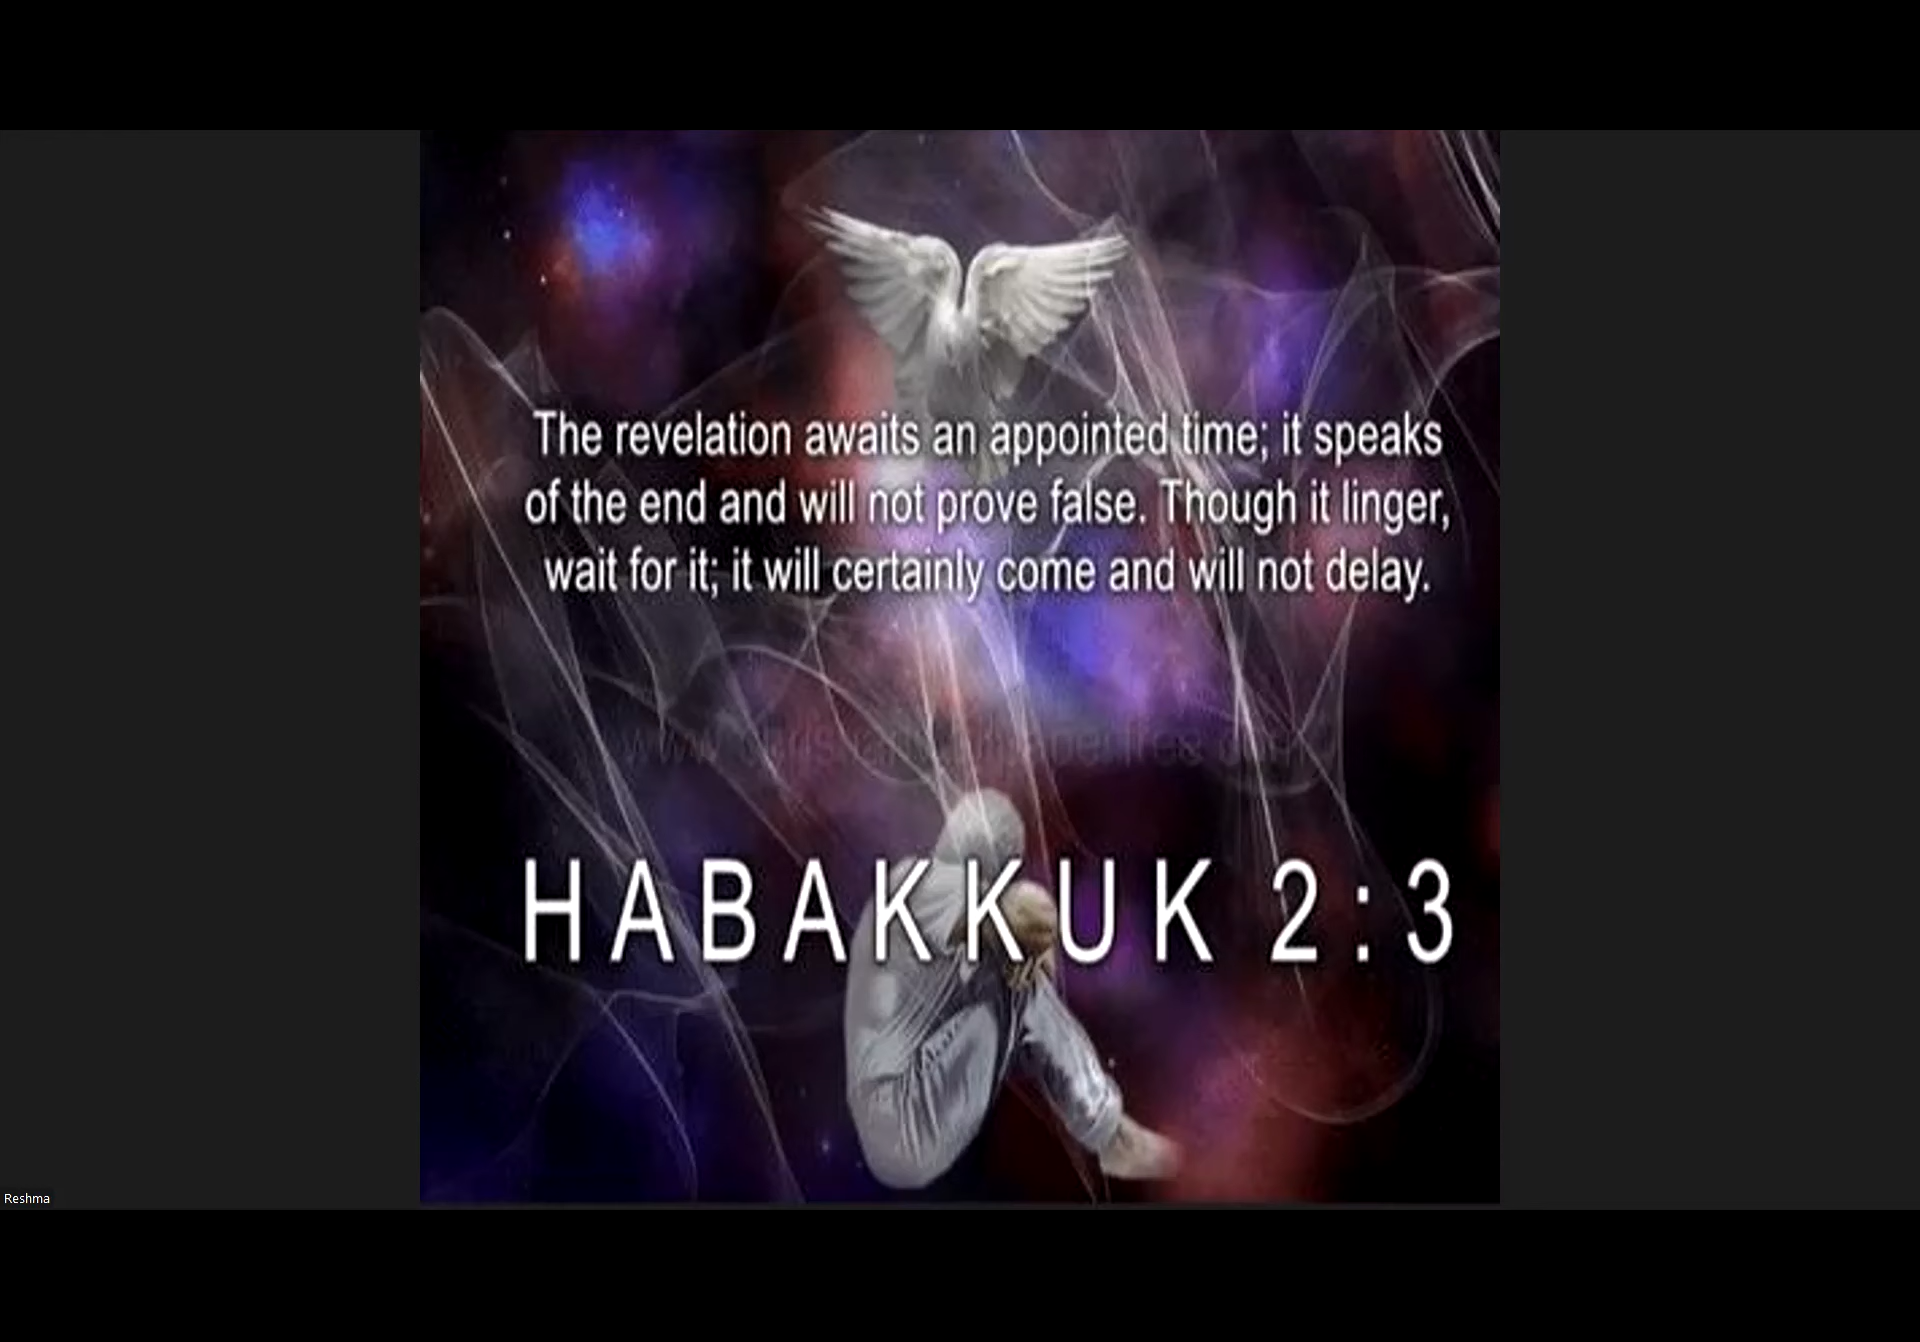 The revelation awaits an appointed time; it speaks
of the end and will not prove false. Though it linger,
wait for it; it will certainly come and will not delay.
HABAKKUK 2:3
Reshma